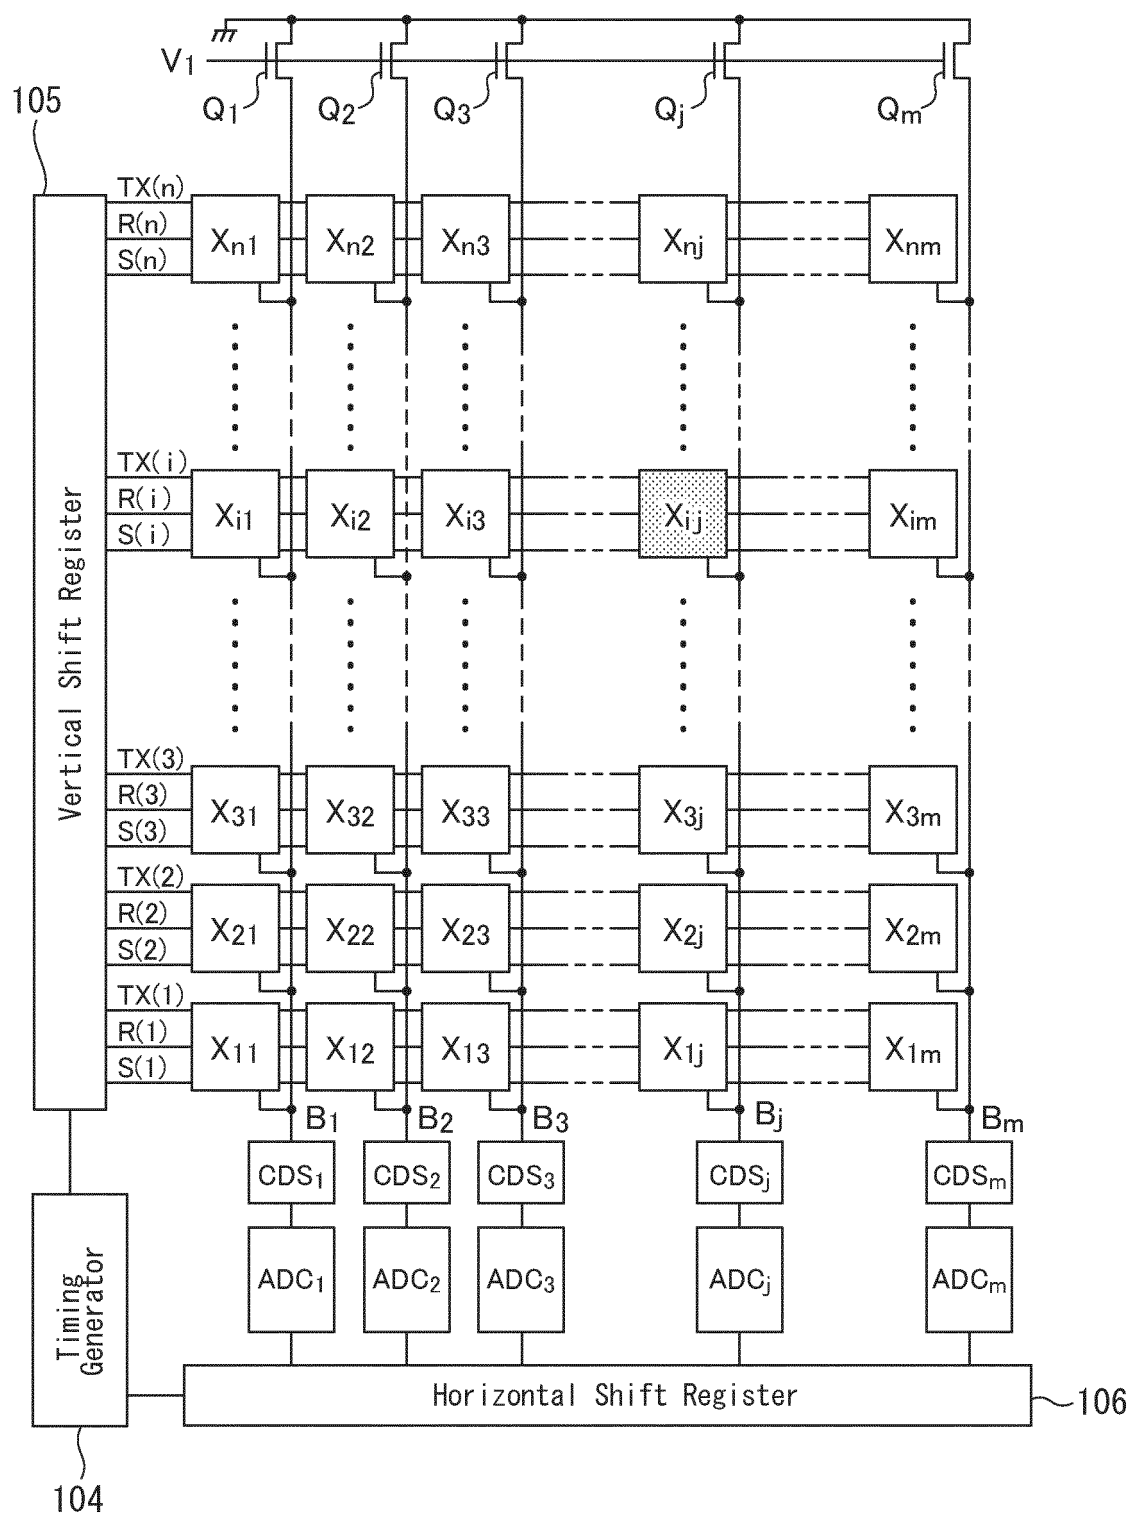 V1
Q1 Q2 Q3 Qj Qm
105
TX(n)
R(n)
S(n)
Xn1 Xn2 Xn3 Xnj Xnm
TX(i)
R(i)
S(i)
Xi1 Xi2 Xi3 Xij Xim
Vertical Shift Register
TX(3)
R(3)
S(3)
X31 X32 X33 X3j X3m
TX(2)
R(2)
S(2)
X21 X22 X23 X2j X2m
TX(1)
R(1)
S(1)
X11 X12 X13 X1j X1m
B1 B2 B3 Bj Bm
CDS1 CDS2 CDS3 CDSj CDSm
ADC1 ADC2 ADC3 ADCj ADCm
Timing
Generator
Horizontal Shift Register
106
104